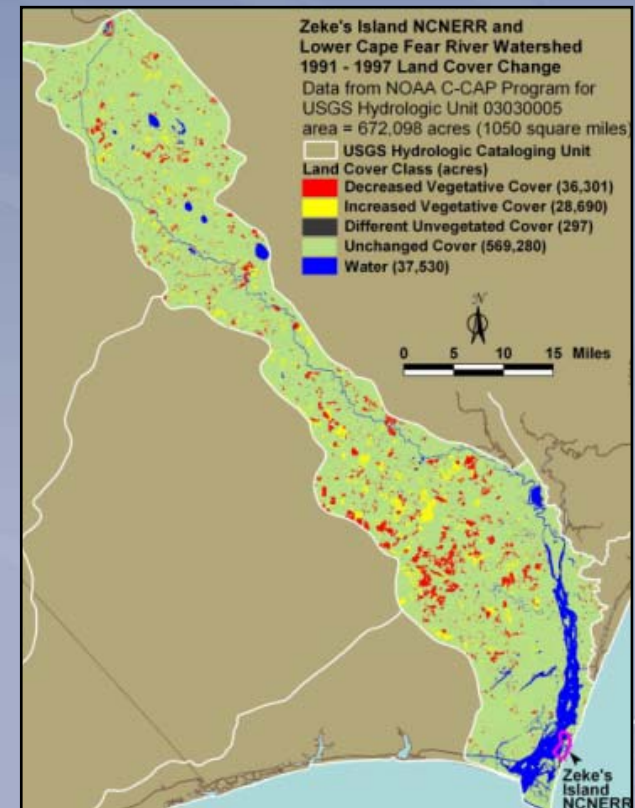 Zeke's Island NCNERR and
Lower Cape Fear River Watershed
1991 - 1997 Land Cover Change
Data from NOAA C-CAP Program for
USGS Hydrologic Unit 03030005
area = 672,098 acres (1050 square miles)
USGS Hydrologic Cataloging Unit
Land Cover Class (acres)
Decreased Vegetative Cover (36,301)
Increased Vegetative Cover (28,690)
Different Unvegetated Cover (297)
Unchanged Cover (569,280)
Water (37,530)
N
0 5 10 15 Miles
Zeke's
Island
NCNERR